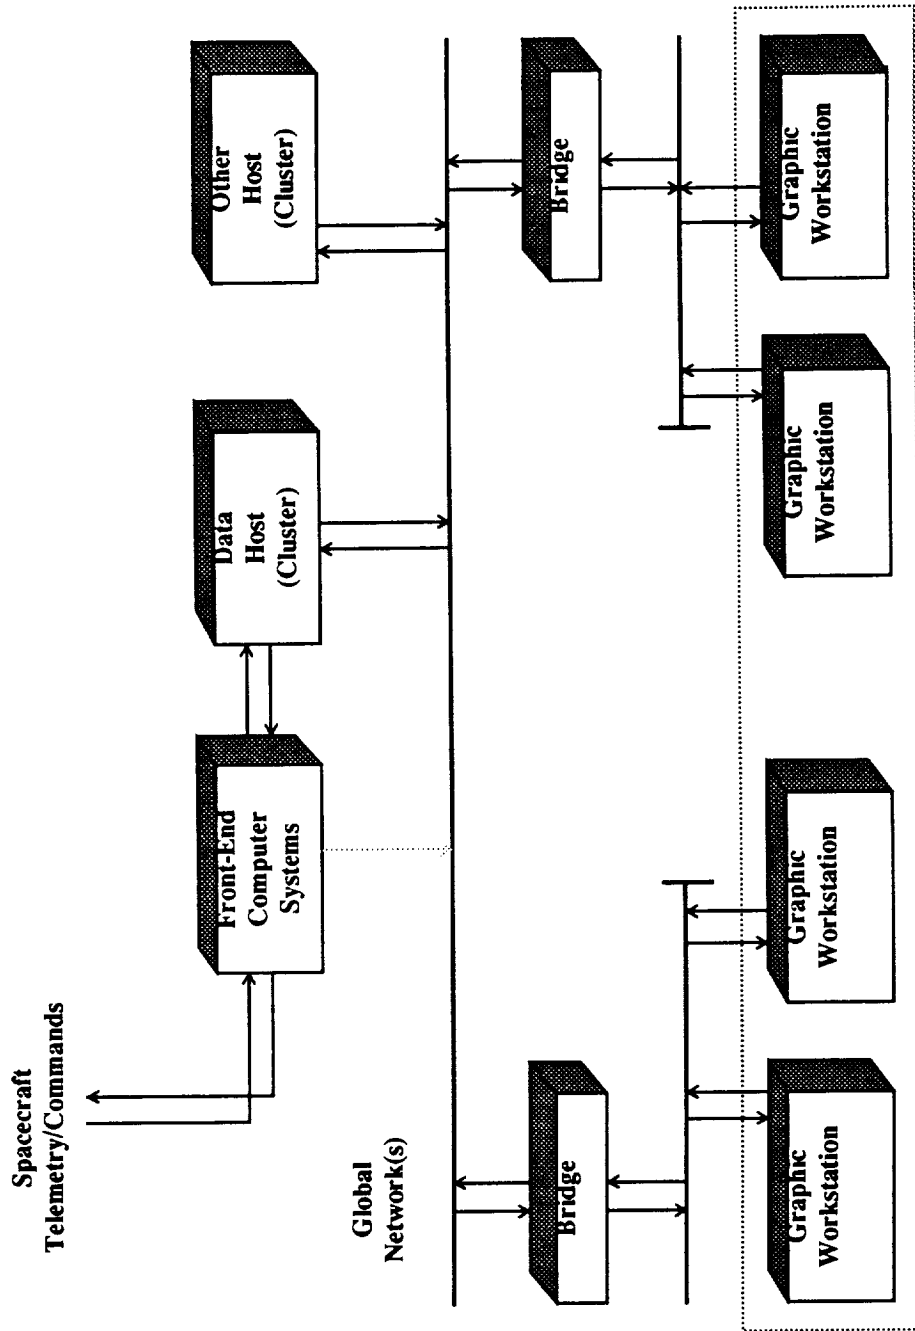 Spacecraft
Telemetry/Commands
Front-End
Computer
Systems
Data
Host
(Cluster)
Other
Host
(Cluster)
Global
Network(s)
Bridge
Bridge
Graphic
Workstation
Graphic
Workstation
Graphic
Workstation
Graphic
Workstation